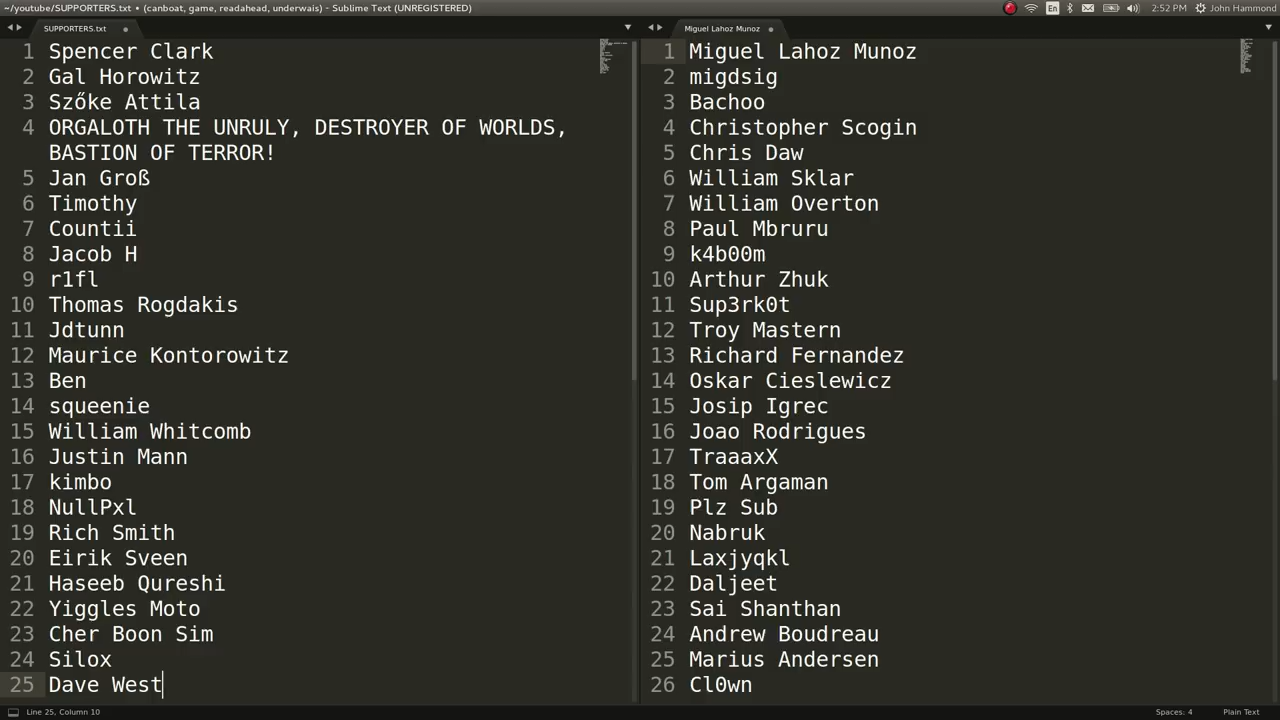 ~/youtube/SUPPORTERS.txt • (canboat, game, readahead, underwais) - Sublime Text (UNREGISTERED)
En
2:52 PM
John Hammond
SUPPORTERS.txt
1 Spencer Clark
2 Gal Horowitz
3 Szőke Attila
4 ORGALOTH THE UNRULY, DESTROYER OF WORLDS,
BASTION OF TERROR!
5 Jan Groß
6 Timothy
7 Countii
8 Jacob H
9 r1fl
10 Thomas Rogdakis
11 Jdtunn
12 Maurice Kontorowitz
13 Ben
14 squeenie
15 William Whitcomb
16 Justin Mann
17 kimbo
18 NullPxl
19 Rich Smith
20 Eirik Sveen
21 Haseeb Qureshi
22 Yiggles Moto
23 Cher Boon Sim
24 Silox
25 Dave West
Miguel Lahoz Munoz
1 Miguel Lahoz Munoz
2 migdsig
3 Bachoo
4 Christopher Scogin
5 Chris Daw
6 William Sklar
7 William Overton
8 Paul Mbruru
9 k4b00m
10 Arthur Zhuk
11 Sup3rk0t
12 Troy Mastern
13 Richard Fernandez
14 Oskar Cieslewicz
15 Josip Igrec
16 Joao Rodrigues
17 TraaaxX
18 Tom Argaman
19 Plz Sub
20 Nabruk
21 Laxjyqkl
22 Daljeet
23 Sai Shanthan
24 Andrew Boudreau
25 Marius Andersen
26 Cl0wn
Line 25, Column 10
Spaces: 4
Plain Text